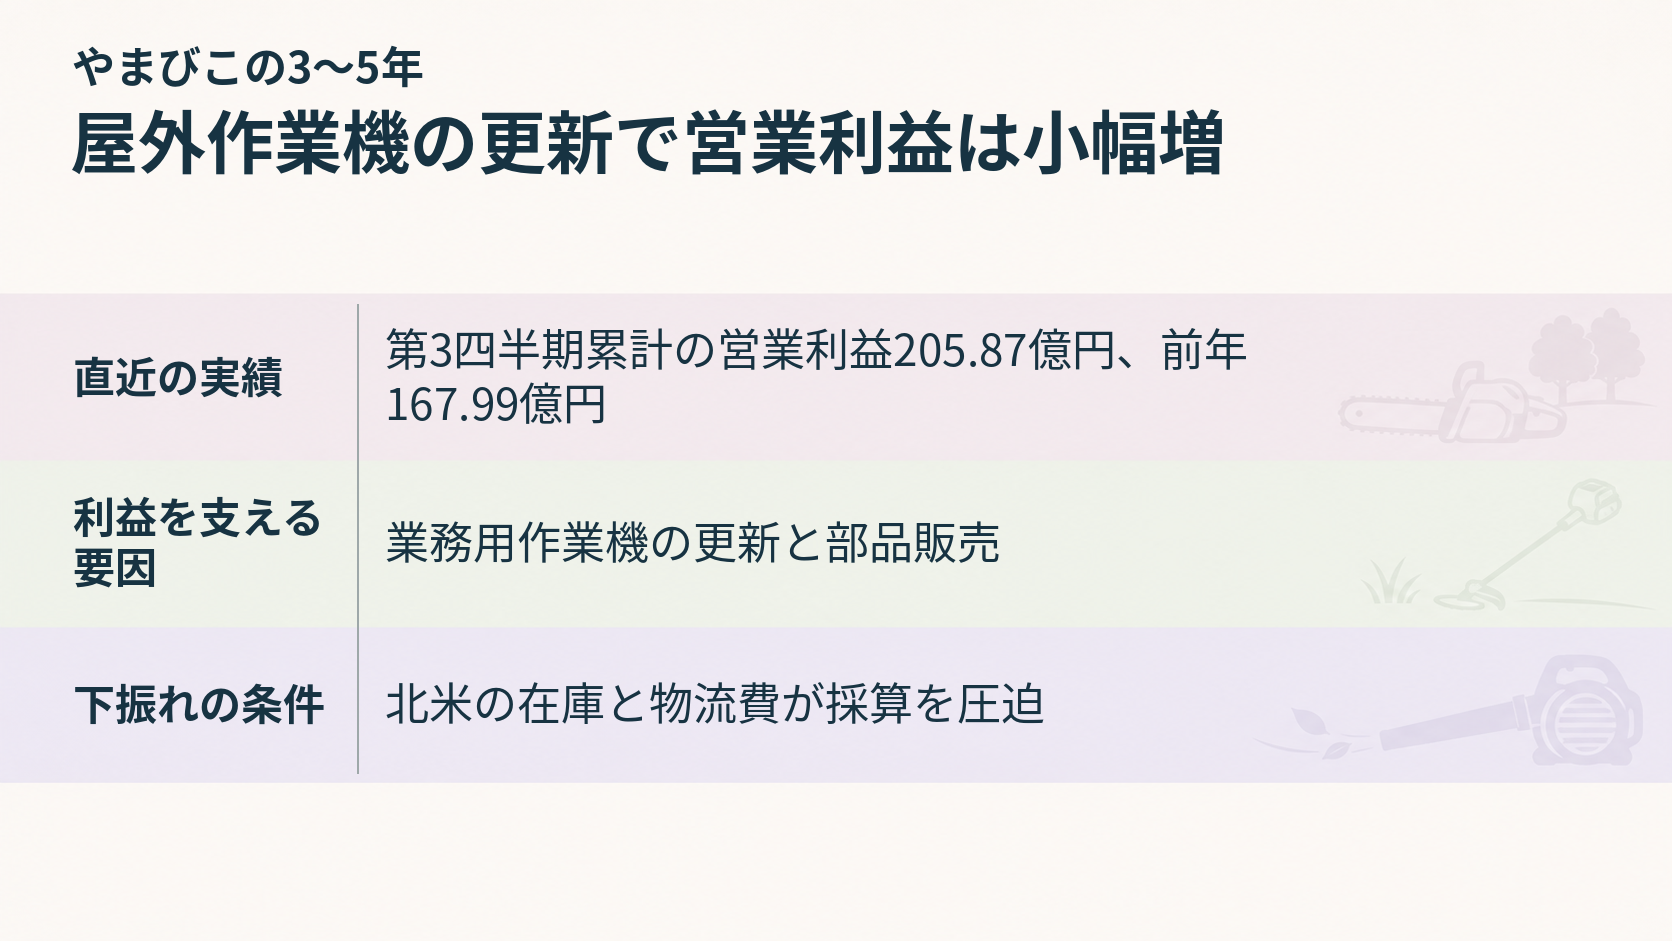 やまびこの3〜5年
屋外作業機の更新で営業利益は小幅増
直近の実績
第3四半期累計の営業利益205.87億円、前年
167.99億円
利益を支える
要因
業務用作業機の更新と部品販売
下振れの条件
北米の在庫と物流費が採算を圧迫